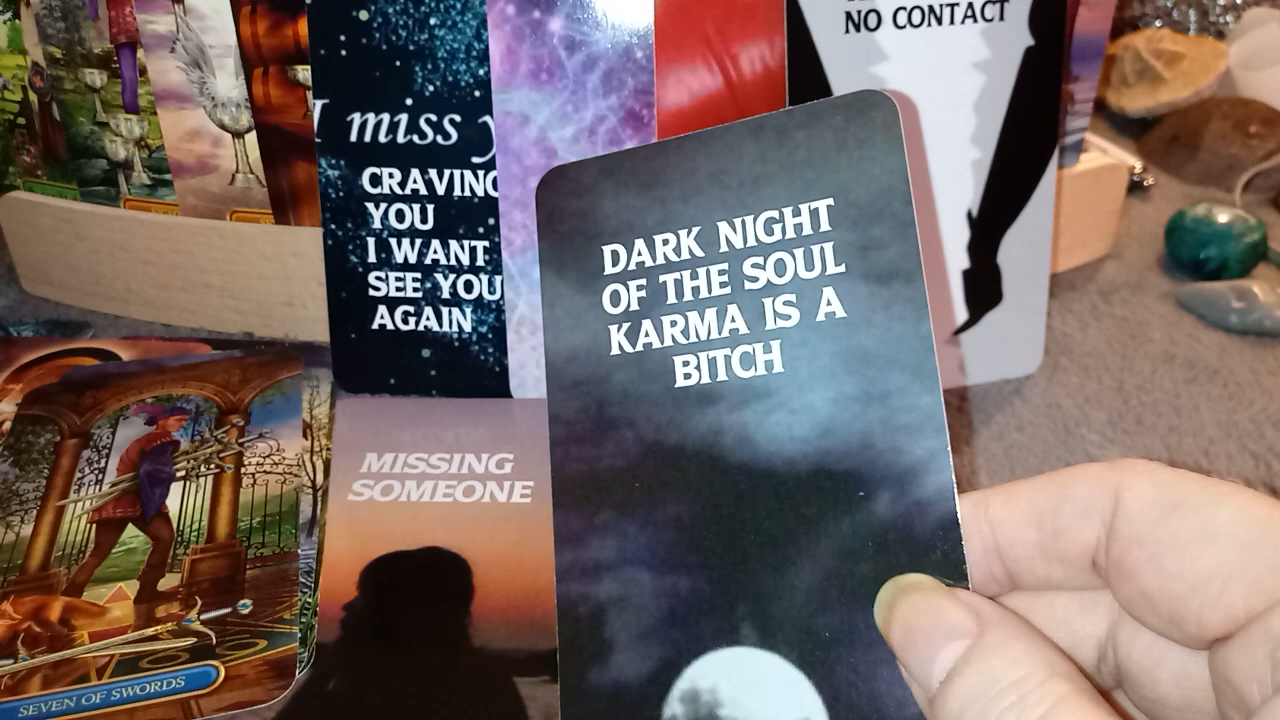 NO CONTACT
I miss
CRAVING
YOU
I WANT
SEE YOU
AGAIN
DARK NIGHT
OF THE SOUL
KARMA IS A
BITCH
MISSING
SOMEONE
SEVEN OF SWORDS